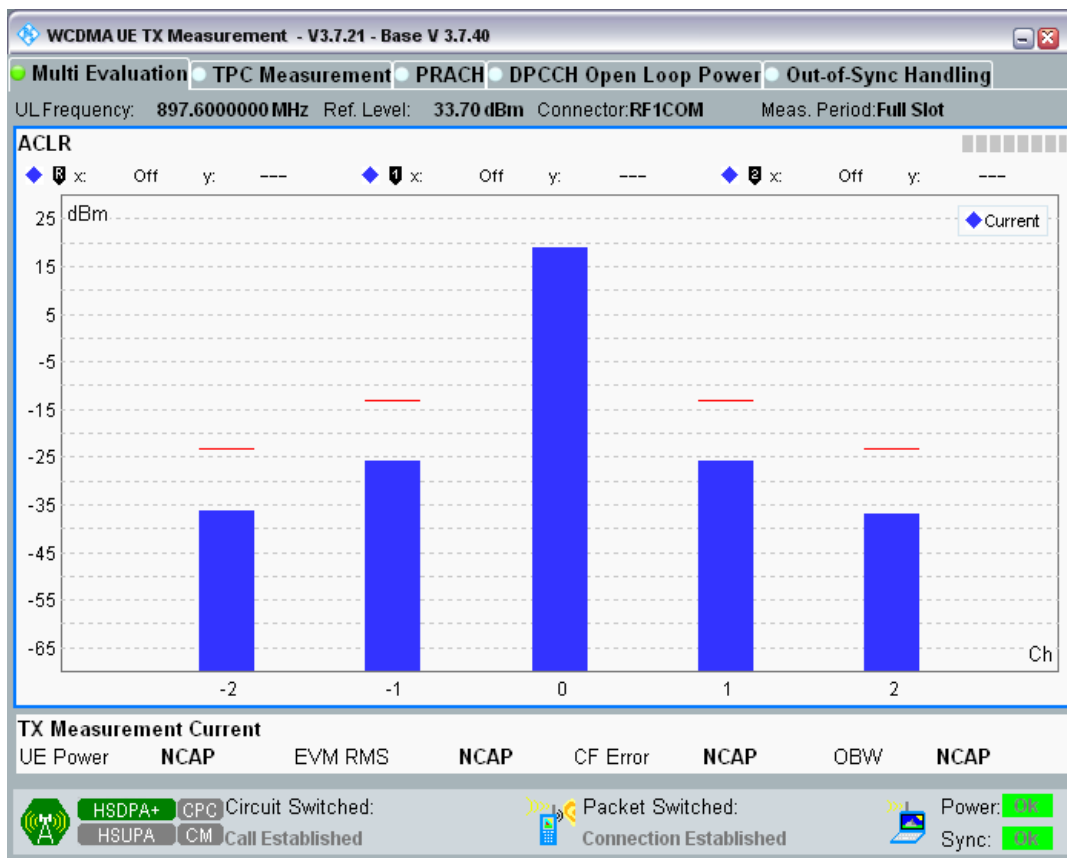 WCDMA UE TX Measurement - V3.7.21 - Base V 3.7.40
Multi Evaluation TPC Measurement PRACH DPCCH Open Loop Power Out-of-Sync Handling
UL Frequency: 897.6000000 MHz Ref. Level: 33.70 dBm Connector:RF1COM Meas. Period:Full Slot
ACLR
R x: Off y: --- 1 x: Off y: --- 2 x: Off y: ---
dBm
Current
25
15
5
-5
-15
-25
-35
-45
-55
-65
Ch
-2 -1 0 1 2
TX Measurement Current
UE Power NCAP EVM RMS NCAP CF Error NCAP OBW NCAP
HSDPA+ CPC Circuit Switched: Packet Switched: Power: Ok
HSUPA CM Call Established Connection Established Sync: Ok